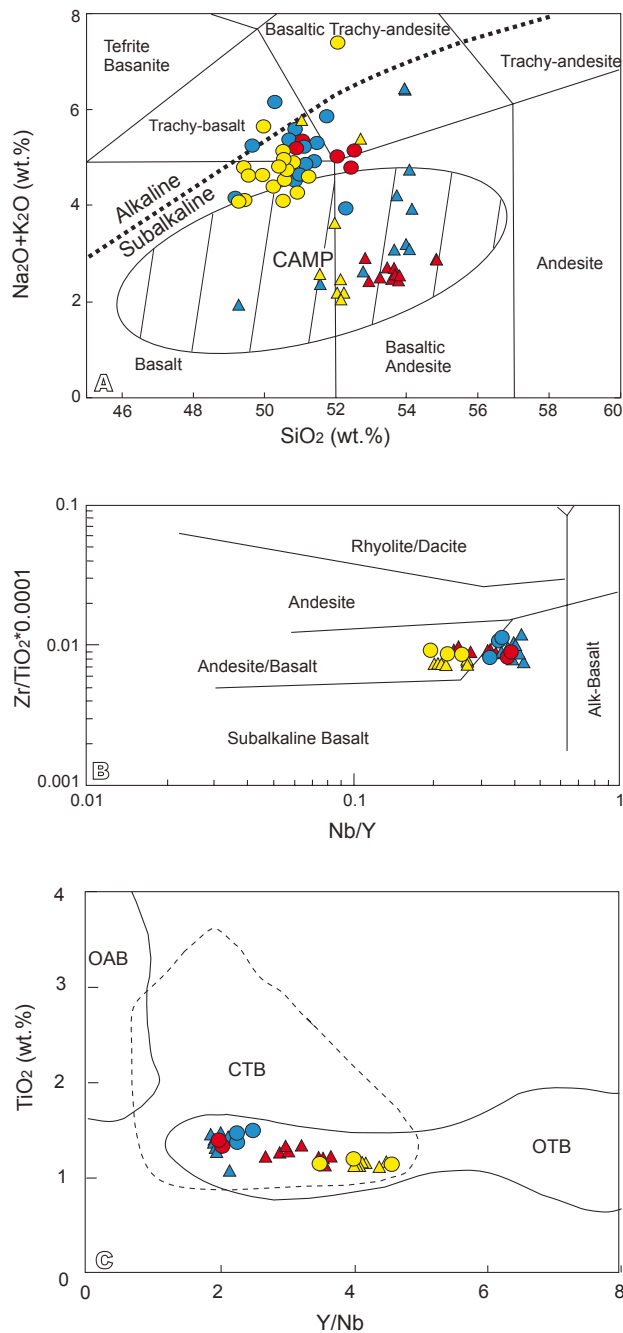 8
Basaltic Trachy-andesite
Tefrite
Basanite
Trachy-andesite
6
Trachy-basalt
Na2O+K2O (wt.%)
Alkaline
Subalkaline
4
CAMP
Andesite
2
Basalt
Basaltic
Andesite
A
0
46 48 50 52 54 56 58 60
SiO2 (wt.%)
0.1
Rhyolite/Dacite
Andesite
Zr/TiO2*0.0001
0.01
Andesite/Basalt
Alk-Basalt
Subalkaline Basalt
B
0.001
0.01 0.1 1
Nb/Y
4
OAB
3
TiO2 (wt.%)
CTB
2
OTB
1
C
0
0 2 4 6 8
Y/Nb